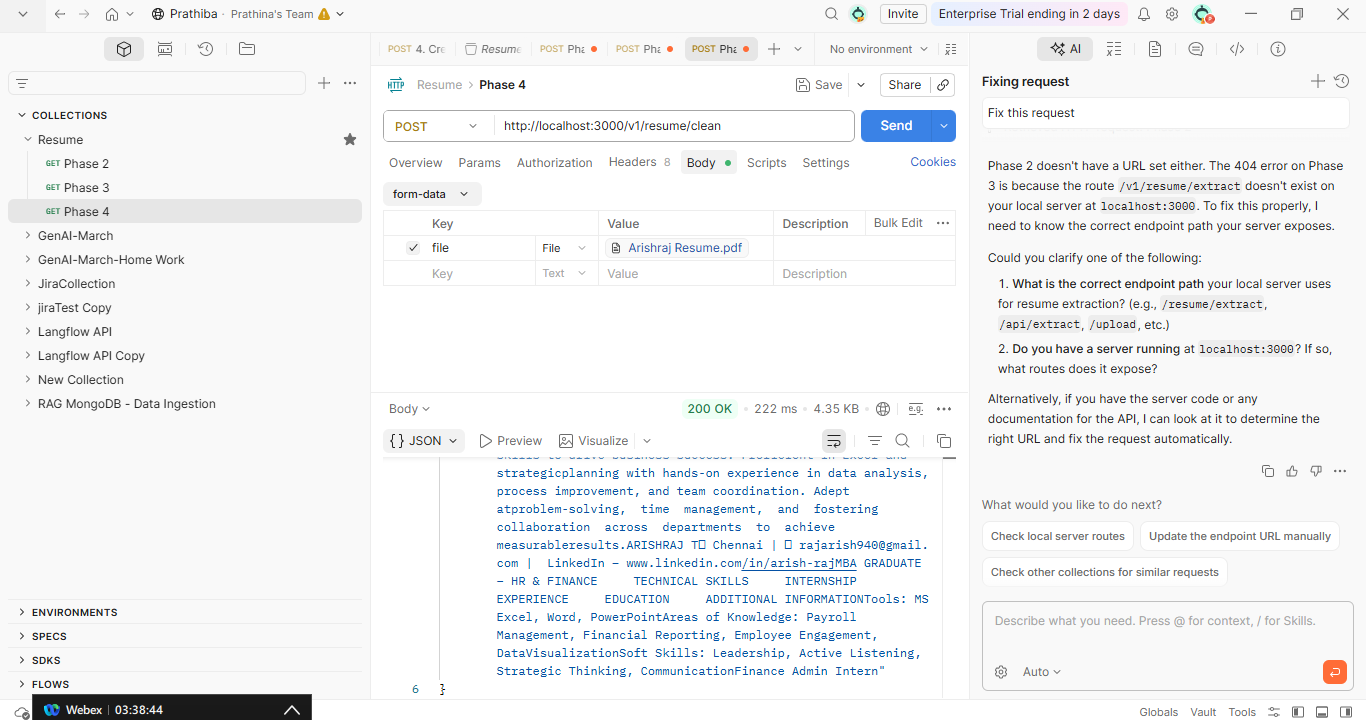 Prathiba · Prathina's Team
Invite
Enterprise Trial ending in 2 days
POST 4. Cre
Resume
POST Pha
POST Pha
POST Pha
No environment
AI
HTTP Resume > Phase 4
Save
Share
POST
http://localhost:3000/v1/resume/clean
Send
Overview Params Authorization Headers 8 Body Scripts Settings Cookies
form-data
Key Value Description Bulk Edit
file File Arishraj Resume.pdf
Key Text Value Description
COLLECTIONS
Resume
GET Phase 2
GET Phase 3
GET Phase 4
GenAI-March
GenAI-March-Home Work
JiraCollection
jiraTest Copy
Langflow API
Langflow API Copy
New Collection
RAG MongoDB - Data Ingestion
ENVIRONMENTS
SPECS
SDKS
FLOWS
Webex 03:38:44
Body
200 OK · 222 ms · 4.35 KB · e.g.
{} JSON Preview Visualize
skills to drive business success. Proficient in Excel and
strategicplanning with hands-on experience in data analysis,
process improvement, and team coordination. Adept
atproblem-solving, time management, and fostering
collaboration across departments to achieve
measurableresults.ARISHRAJ T Chennai | rajarish940@gmail.
com | LinkedIn – www.linkedin.com/in/arish-rajMBA GRADUATE
– HR & FINANCE TECHNICAL SKILLS INTERNSHIP
EXPERIENCE EDUCATION ADDITIONAL INFORMATIONTools: MS
Excel, Word, PowerPointAreas of Knowledge: Payroll
Management, Financial Reporting, Employee Engagement,
DataVisualizationSoft Skills: Leadership, Active Listening,
Strategic Thinking, CommunicationFinance Admin Intern"
6 }
Fixing request
Fix this request
Phase 2 doesn't have a URL set either. The 404 error on Phase
3 is because the route /v1/resume/extract doesn't exist on
your local server at localhost:3000. To fix this properly, I
need to know the correct endpoint path your server exposes.
Could you clarify one of the following:
1. What is the correct endpoint path your local server uses
for resume extraction? (e.g., /resume/extract,
/api/extract, /upload, etc.)
2. Do you have a server running at localhost:3000? If so,
what routes does it expose?
Alternatively, if you have the server code or any
documentation for the API, I can look at it to determine the
right URL and fix the request automatically.
What would you like to do next?
Check local server routes
Update the endpoint URL manually
Check other collections for similar requests
Describe what you need. Press @ for context, / for Skills.
Auto
Globals Vault Tools